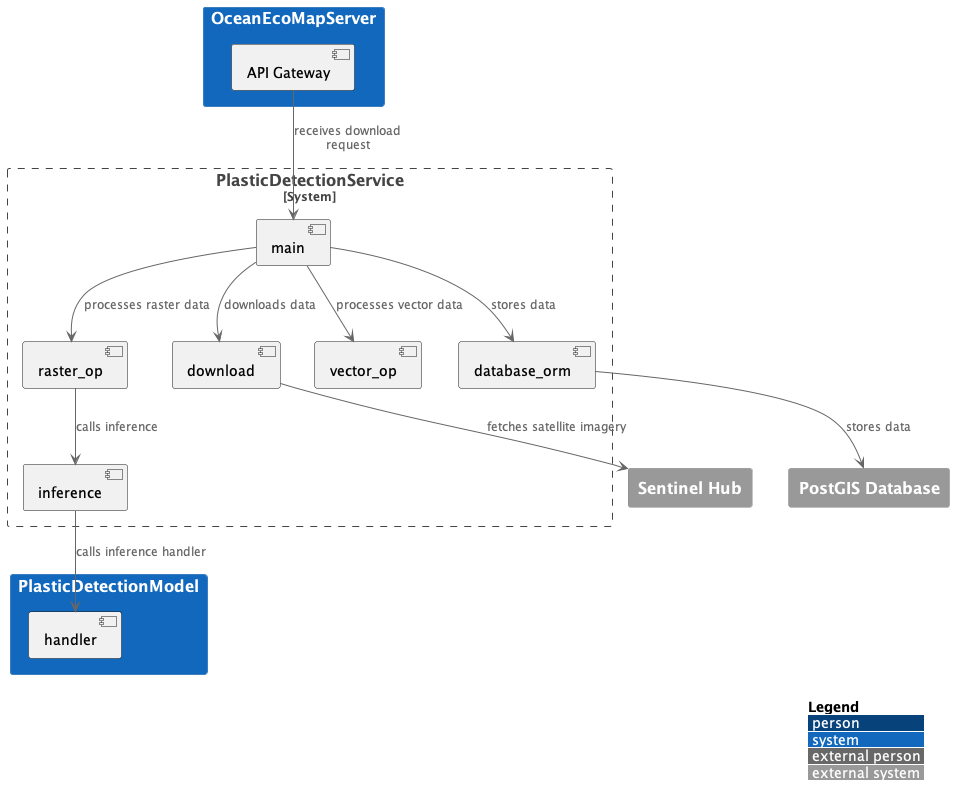 OceanEcoMapServer
API Gateway
receives download
request
PlasticDetectionService
[System]
main
processes raster data
downloads data
processes vector data
stores data
raster_op
download
vector_op
database_orm
calls inference
fetches satellite imagery
stores data
inference
Sentinel Hub
PostGIS Database
calls inference handler
PlasticDetectionModel
handler
Legend
person
system
external person
external system